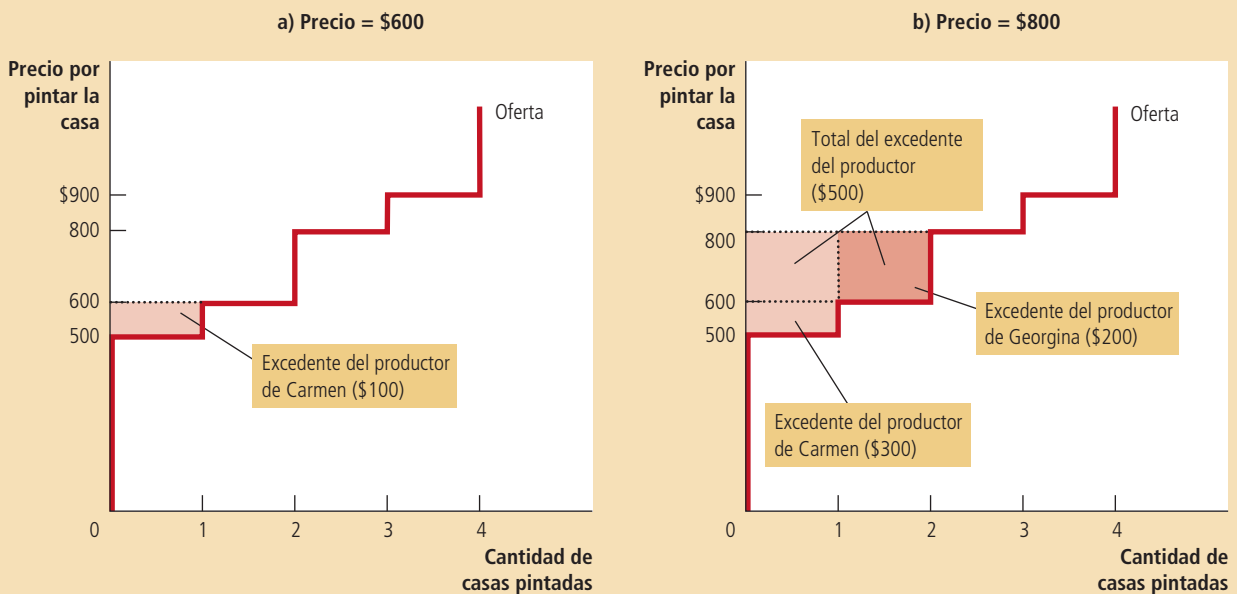 a) Precio = $600
Precio por
pintar la
casa
Oferta
$900
800
600
500
Excedente del productor
de Carmen ($100)
0
1
2
3
4
Cantidad de
casas pintadas
b) Precio = $800
Precio por
pintar la
casa
Oferta
Total del excedente
del productor
($500)
$900
800
600
500
Excedente del productor
de Georgina ($200)
Excedente del productor
de Carmen ($300)
0
1
2
3
4
Cantidad de
casas pintadas